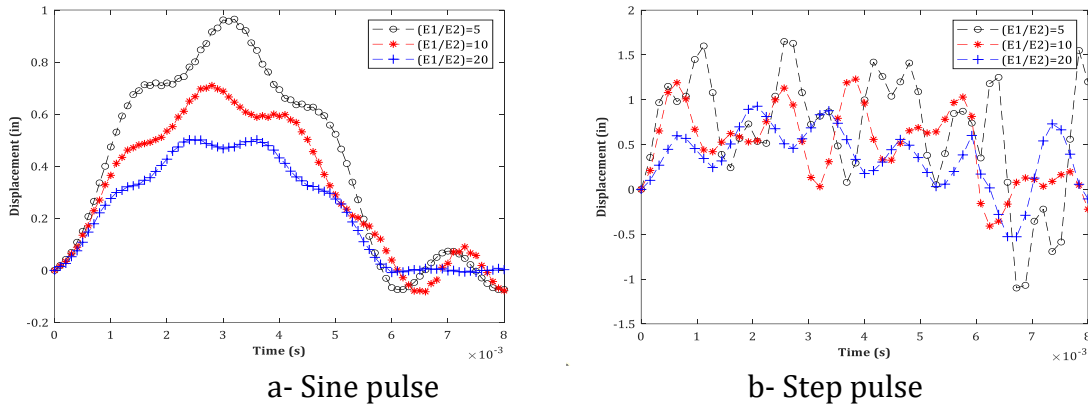 1
0.8
0.6
0.4
0.2
0
-0.2
Displacement (in)
(E1/E2)=5
(E1/E2)=10
(E1/E2)=20
0 1 2 3 4 5 6 7 8
Time (s)
×10⁻³
a- Sine pulse
2
1.5
1
0.5
0
-0.5
-1
-1.5
Displacement (in)
(E1/E2)=5
(E1/E2)=10
(E1/E2)=20
0 1 2 3 4 5 6 7 8
Time (s)
×10⁻³
b- Step pulse